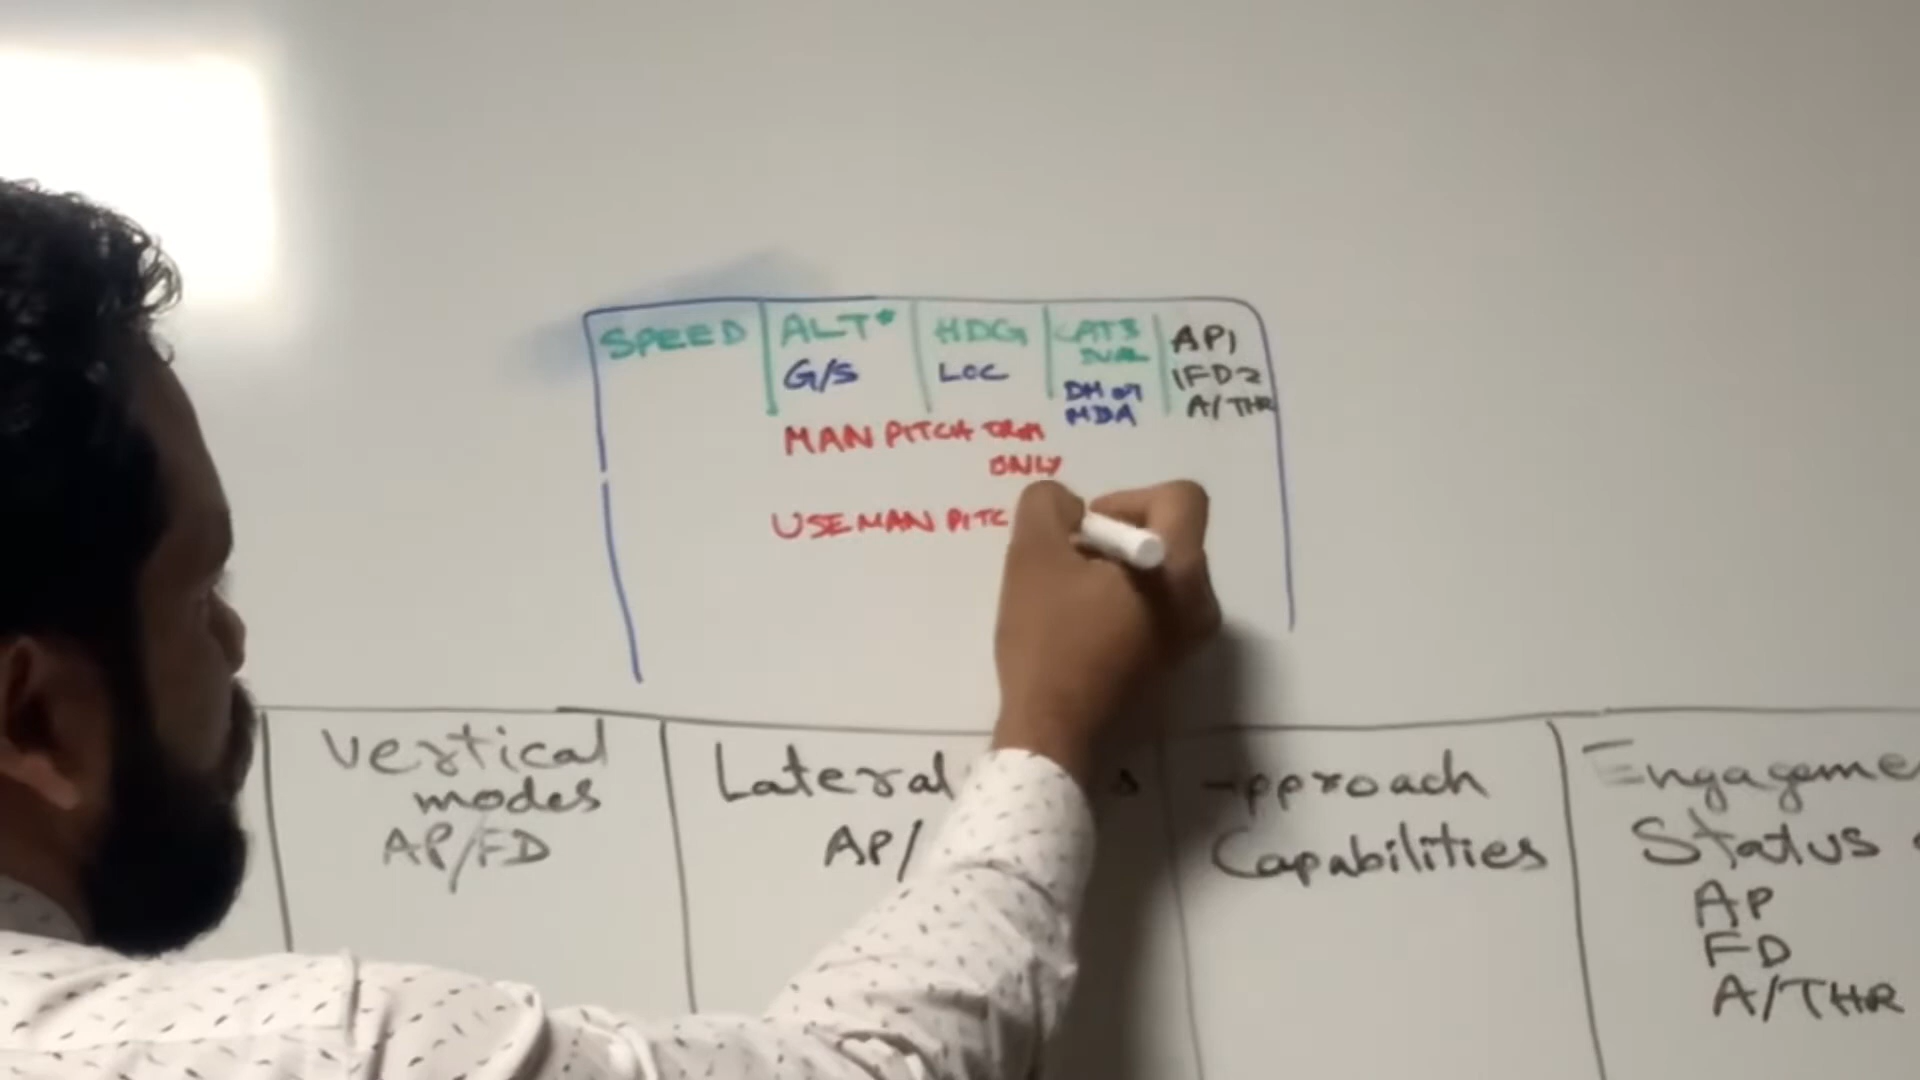 SPEED ALT* HDG CAT3 AP1
DUAL 1FD2
G/S LOC DH or A/THR
MDA
MAN PITCH TRIM
ONLY
USE MAN PITC
Vertical Lateral Approach Engageme
modes Capabilities Status
AP/FD AP/ AP
FD
A/THR